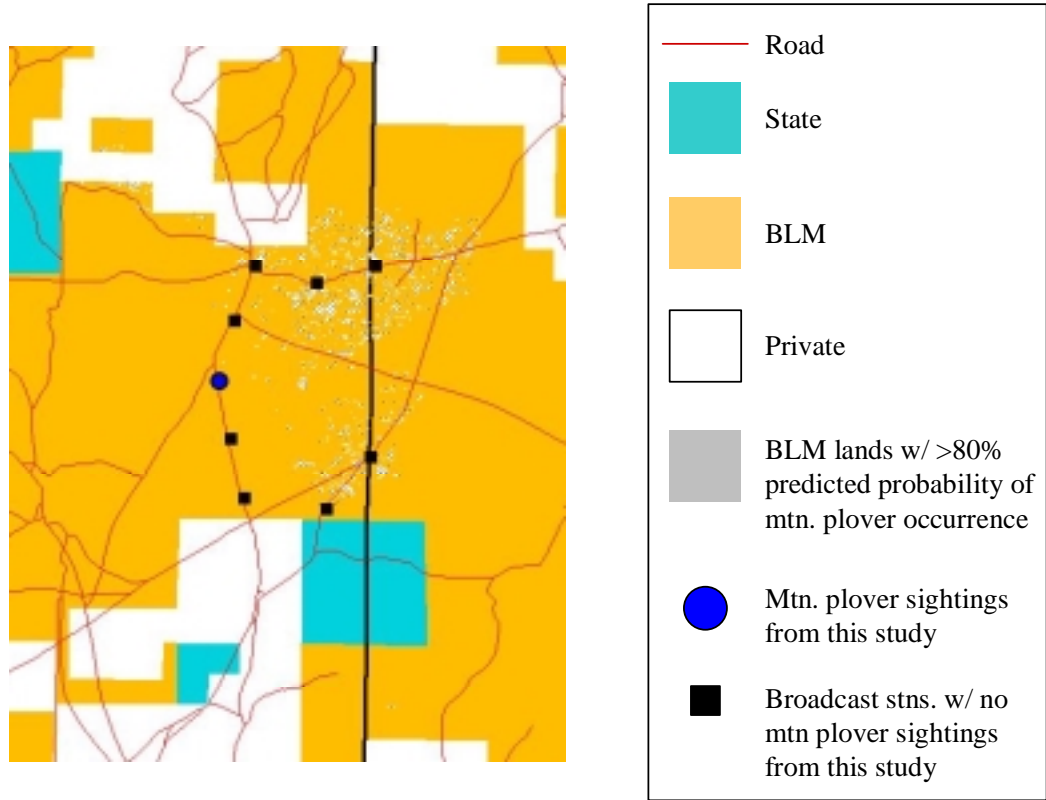 Road
State
BLM
Private
BLM lands w/ >80%
predicted probability of
mtn. plover occurrence
Mtn. plover sightings
from this study
Broadcast stns. w/ no
mtn plover sightings
from this study